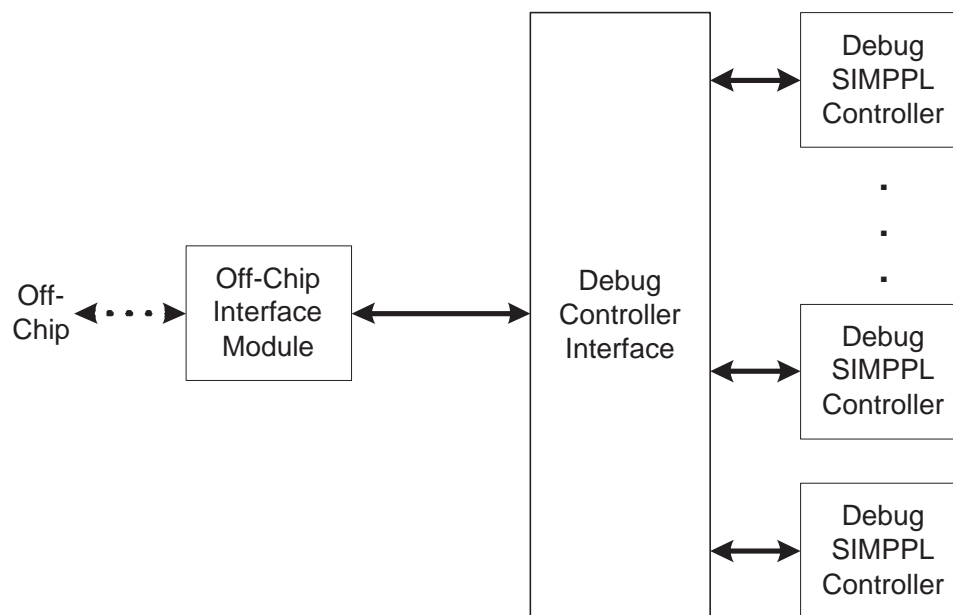 Off-
Chip
Off-Chip
Interface
Module
Debug
Controller
Interface
Debug
SIMPPL
Controller
Debug
SIMPPL
Controller
Debug
SIMPPL
Controller